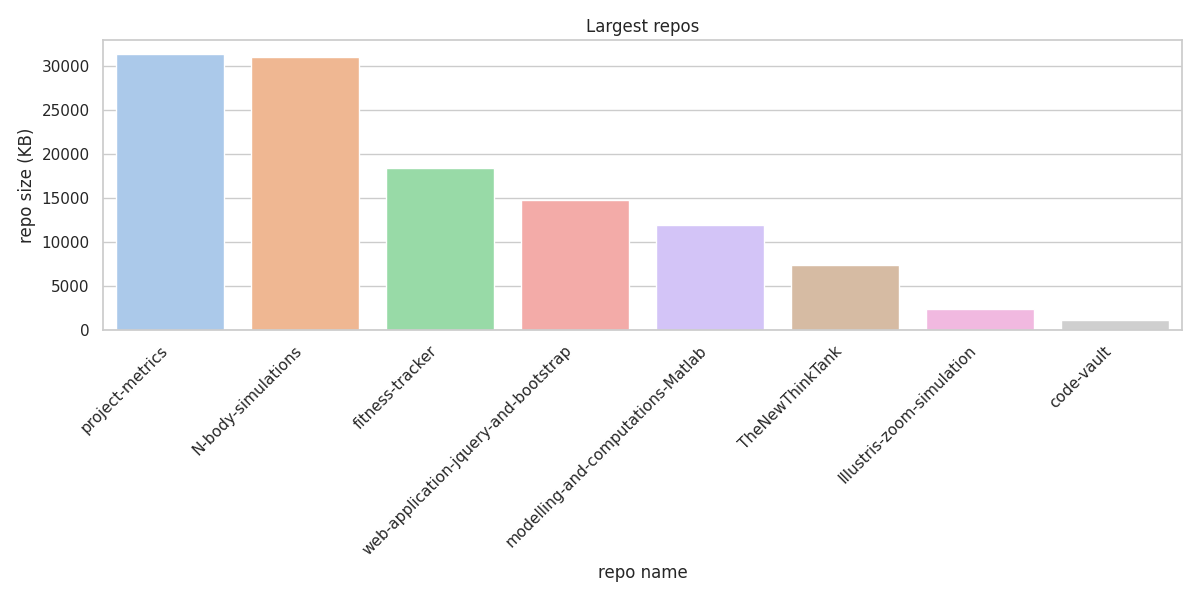 Largest repos
repo size (KB)
30000
25000
20000
15000
10000
5000
0
project-metrics
N-body-simulations
fitness-tracker
web-application-jquery-and-bootstrap
modelling-and-computations-Matlab
TheNewThinkTank
Illustris-zoom-simulation
code-vault
repo name